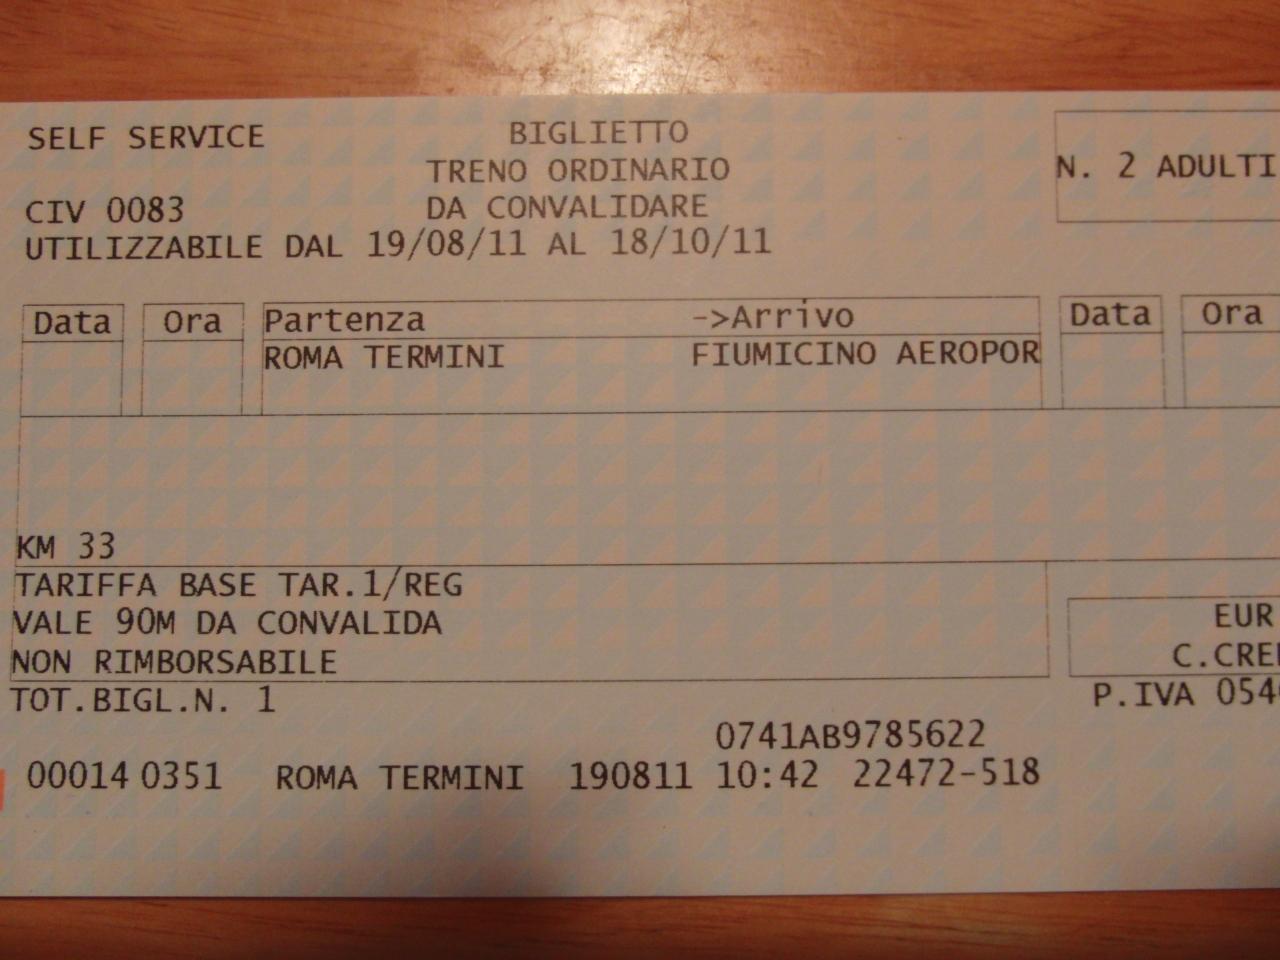 SELF SERVICE BIGLIETTO
TRENO ORDINARIO
N. 2 ADULTI
CIV 0083 DA CONVALIDARE
UTILIZZABILE DAL 19/08/11 AL 18/10/11
Data Ora Partenza ->Arrivo Data Ora
ROMA TERMINI FIUMICINO AEROPOR
KM 33
TARIFFA BASE TAR.1/REG
VALE 90M DA CONVALIDA
EUR
NON RIMBORSABILE
C.CRE
TOT.BIGL.N. 1
P.IVA 054
0741AB9785622
00014 0351 ROMA TERMINI 190811 10:42 22472-518